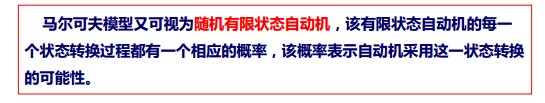 马尔可夫模型又可视为随机有限状态自动机，该有限状态自动机的每一
个状态转换过程都有一个相应的概率，该概率表示自动机采用这一状态转换
的可能性。